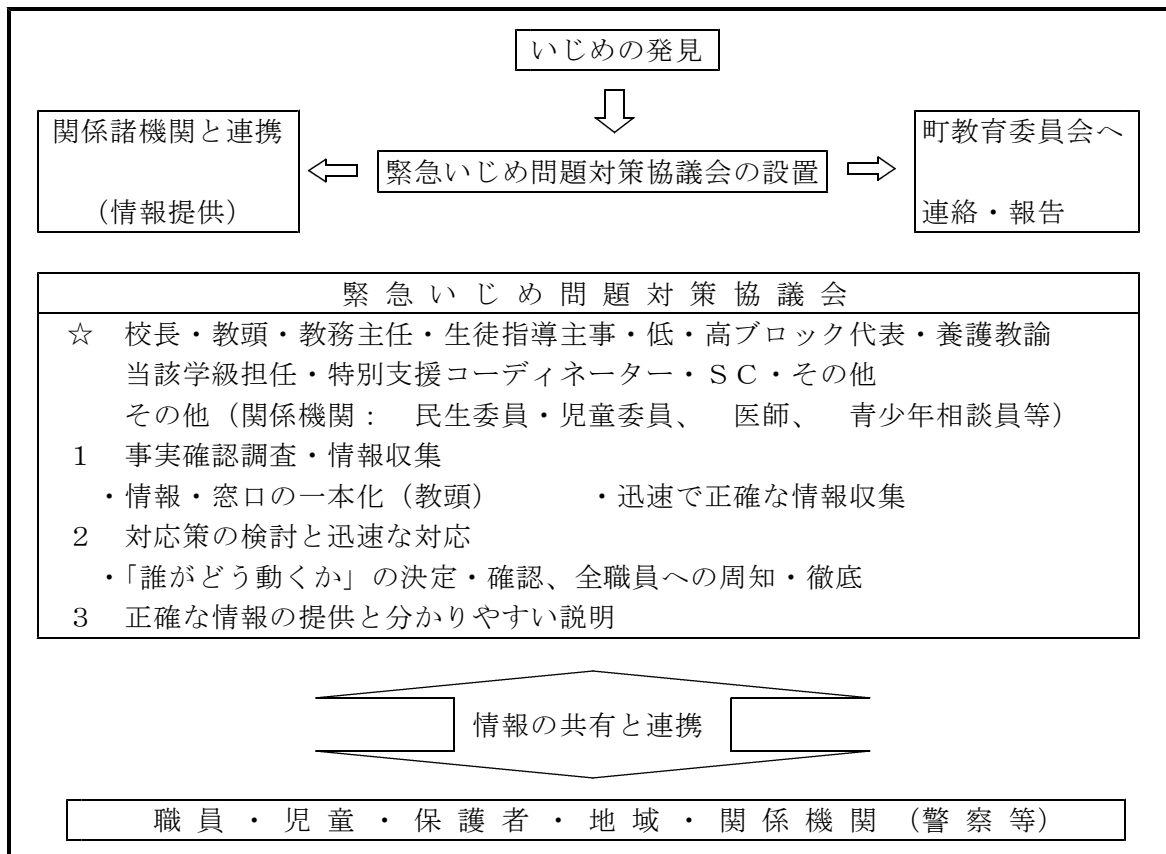 いじめの発見
関係諸機関と連携
(情報提供)
緊急いじめ問題対策協議会の設置
町教育委員会へ
連絡・報告
緊急いじめ問題対策協議会
☆ 校長・教頭・教務主任・生徒指導主事・低・高ブロック代表・養護教諭
当該学級担任・特別支援コーディネーター・ＳＣ・その他
その他（関係機関： 民生委員・児童委員、 医師、 青少年相談員等）
１ 事実確認調査・情報収集
・情報・窓口の一本化（教頭） ・迅速で正確な情報収集
２ 対応策の検討と迅速な対応
・「誰がどう動くか」の決定・確認、全職員への周知・徹底
３ 正確な情報の提供と分かりやすい説明
情報の共有と連携
職員・児童・保護者・地域・関係機関（警察等）